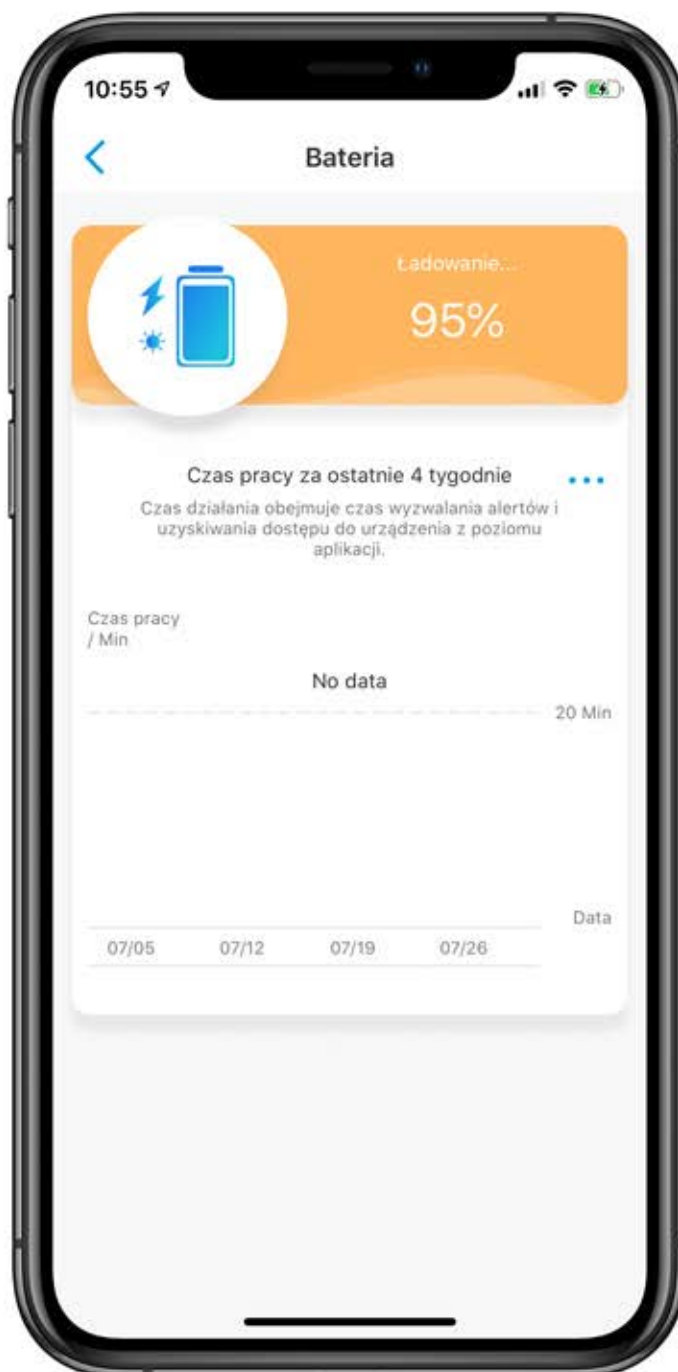 10:55
Bateria
Ładowanie...
95%
Czas pracy za ostatnie 4 tygodnie
Czas działania obejmuje czas wyzwalania alertów i
uzyskiwania dostępu do urządzenia z poziomu
aplikacji.
Czas pracy
/ Min
No data
20 Min
Data
07/05 07/12 07/19 07/26